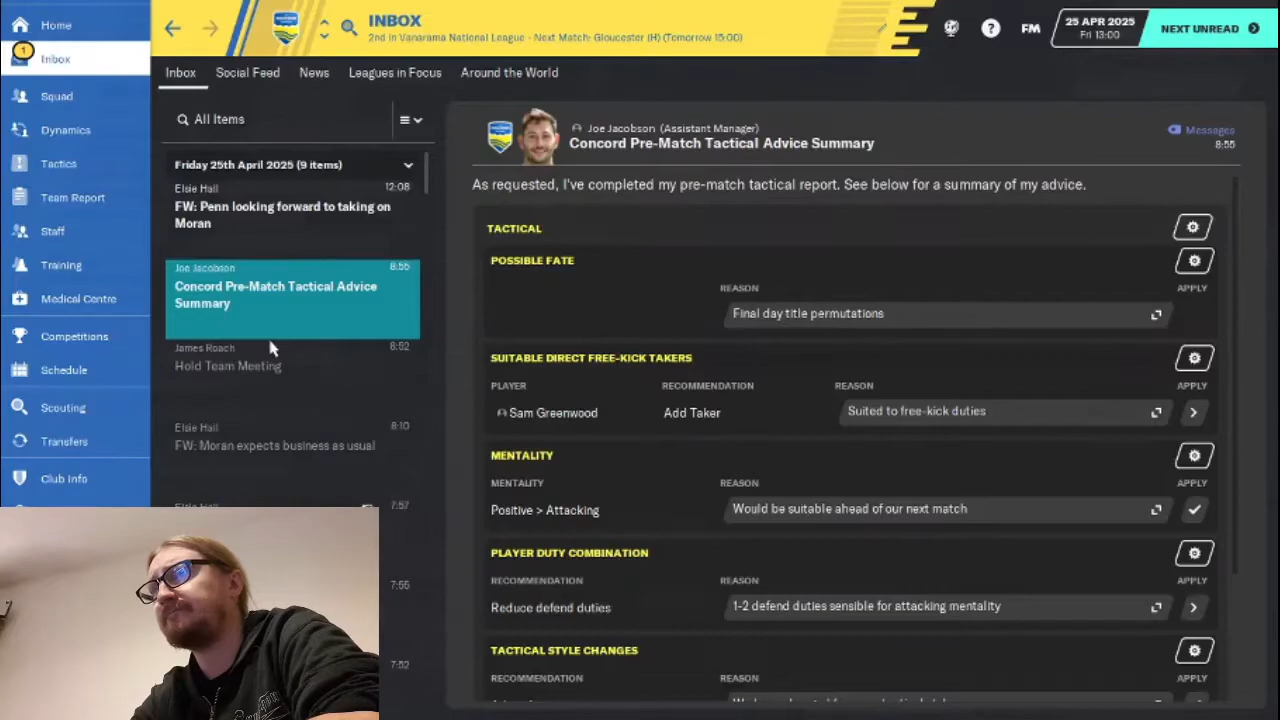 Home
1
Inbox
Squad
Dynamics
Tactics
Team Report
Staff
Training
Medical Centre
Competitions
Schedule
Scouting
Transfers
Club Info
INBOX
2nd in Vanarama National League - Next Match: Gloucester (H) (Tomorrow 15:00)
FM
25 APR 2025
Fri 13:00
NEXT UNREAD
Inbox
Social Feed
News
Leagues in Focus
Around the World
All Items
Friday 25th April 2025 (9 items)
Elsie Hall
12:08
FW: Penn looking forward to taking on
Moran
Joe Jacobson
8:55
Concord Pre-Match Tactical Advice
Summary
James Roach
8:52
Hold Team Meeting
Elsie Hall
8:10
FW: Moran expects business as usual
Elsie Hall
7:57
7:55
7:52
Joe Jacobson (Assistant Manager)
Concord Pre-Match Tactical Advice Summary
Messages
8:55
As requested, I've completed my pre-match tactical report. See below for a summary of my advice.
TACTICAL
POSSIBLE FATE
REASON
APPLY
Final day title permutations
SUITABLE DIRECT FREE-KICK TAKERS
PLAYER
RECOMMENDATION
REASON
APPLY
Sam Greenwood
Add Taker
Suited to free-kick duties
MENTALITY
MENTALITY
REASON
APPLY
Positive > Attacking
Would be suitable ahead of our next match
PLAYER DUTY COMBINATION
RECOMMENDATION
REASON
APPLY
Reduce defend duties
1-2 defend duties sensible for attacking mentality
TACTICAL STYLE CHANGES
RECOMMENDATION
REASON
APPLY